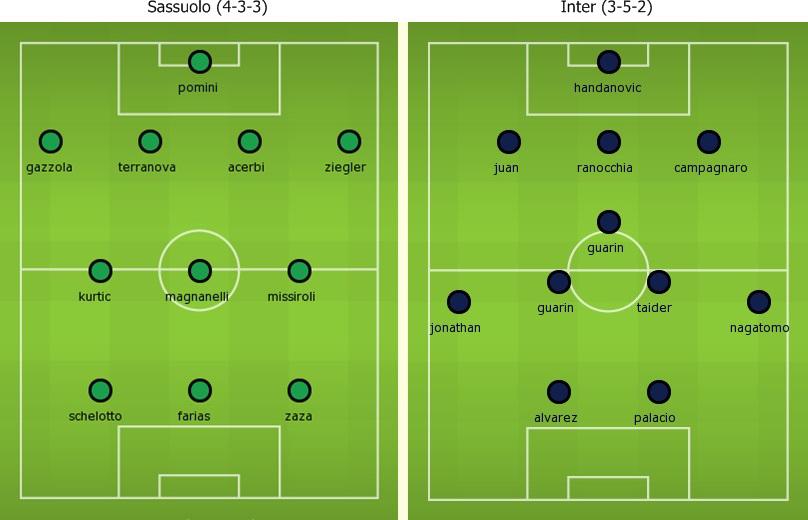 Sassuolo (4-3-3)
pomini
gazzola terranova acerbi ziegler
kurtic magnanelli missiroli
schelotto farias zaza
Inter (3-5-2)
handanovic
juan ranocchia campagnaro
guarin
guarin taider
jonathan nagatomo
alvarez palacio